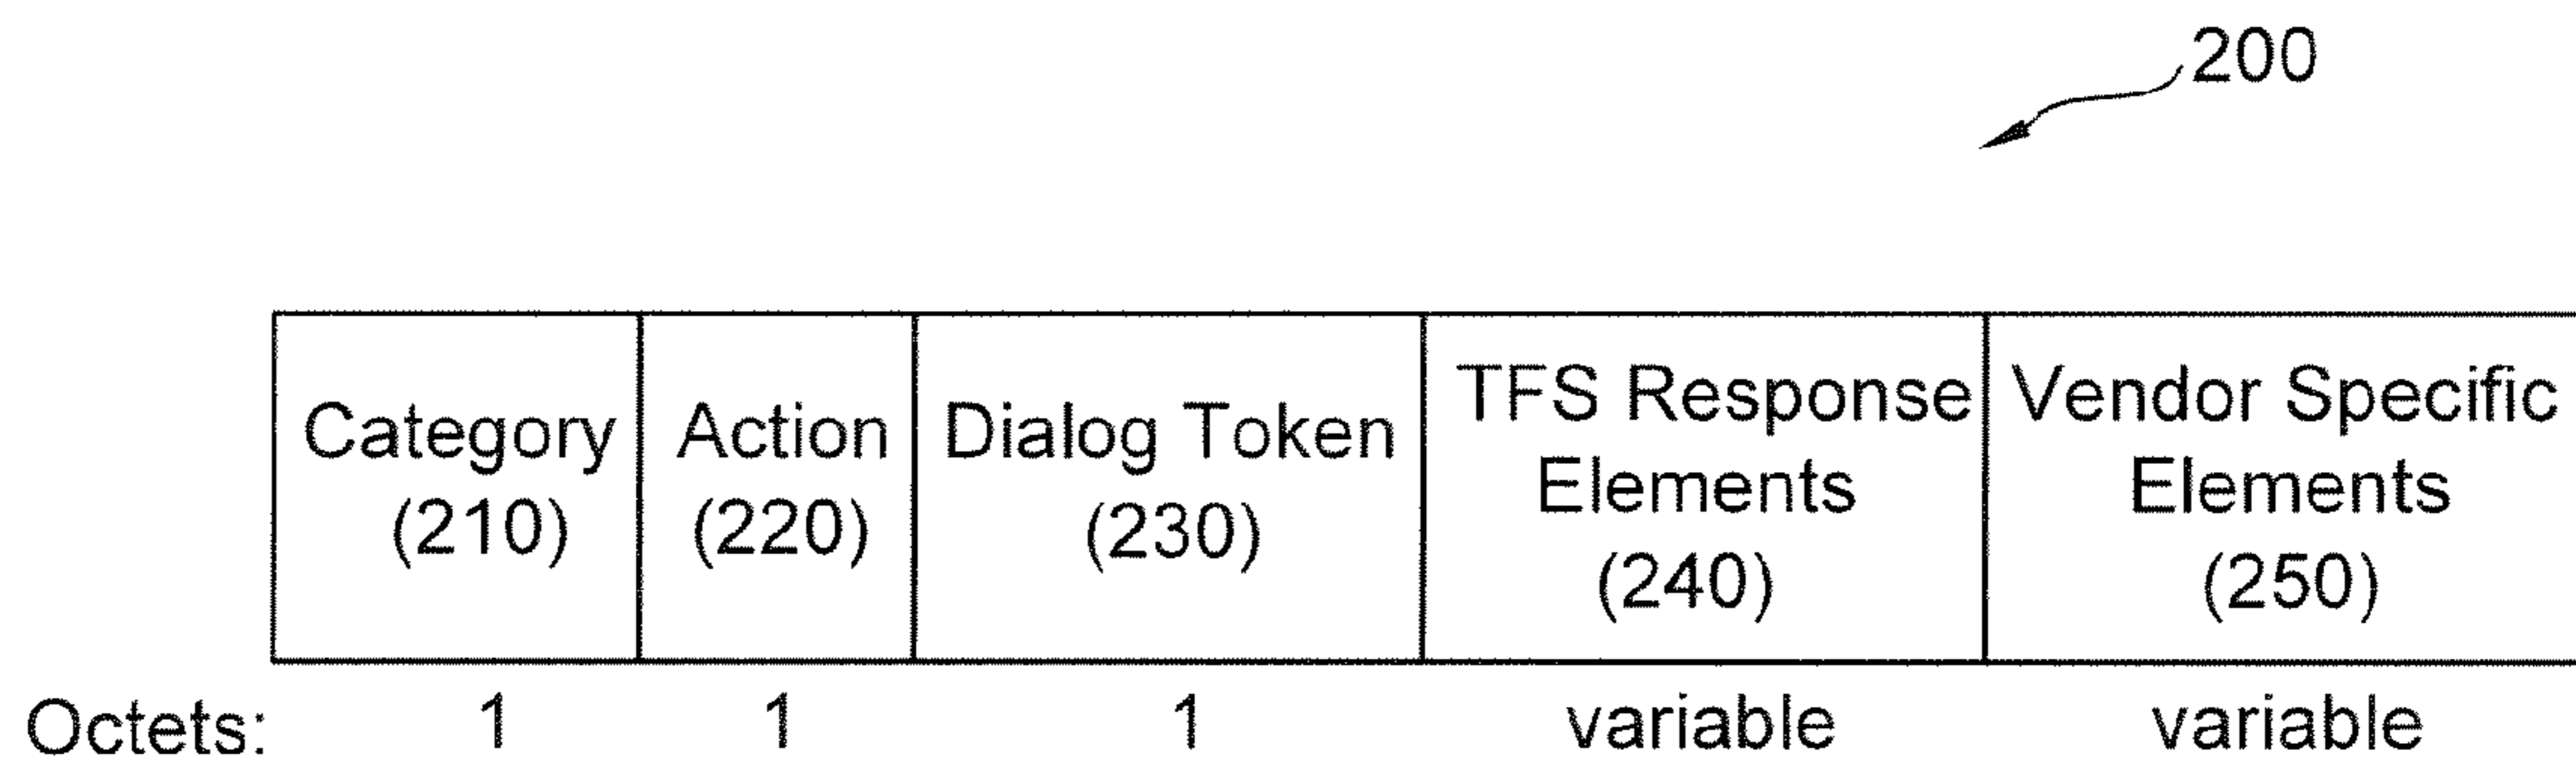 200
Category
(210)
Action
(220)
Dialog Token
(230)
TFS Response
Elements
(240)
Vendor Specific
Elements
(250)
Octets: 1 1 1 variable variable